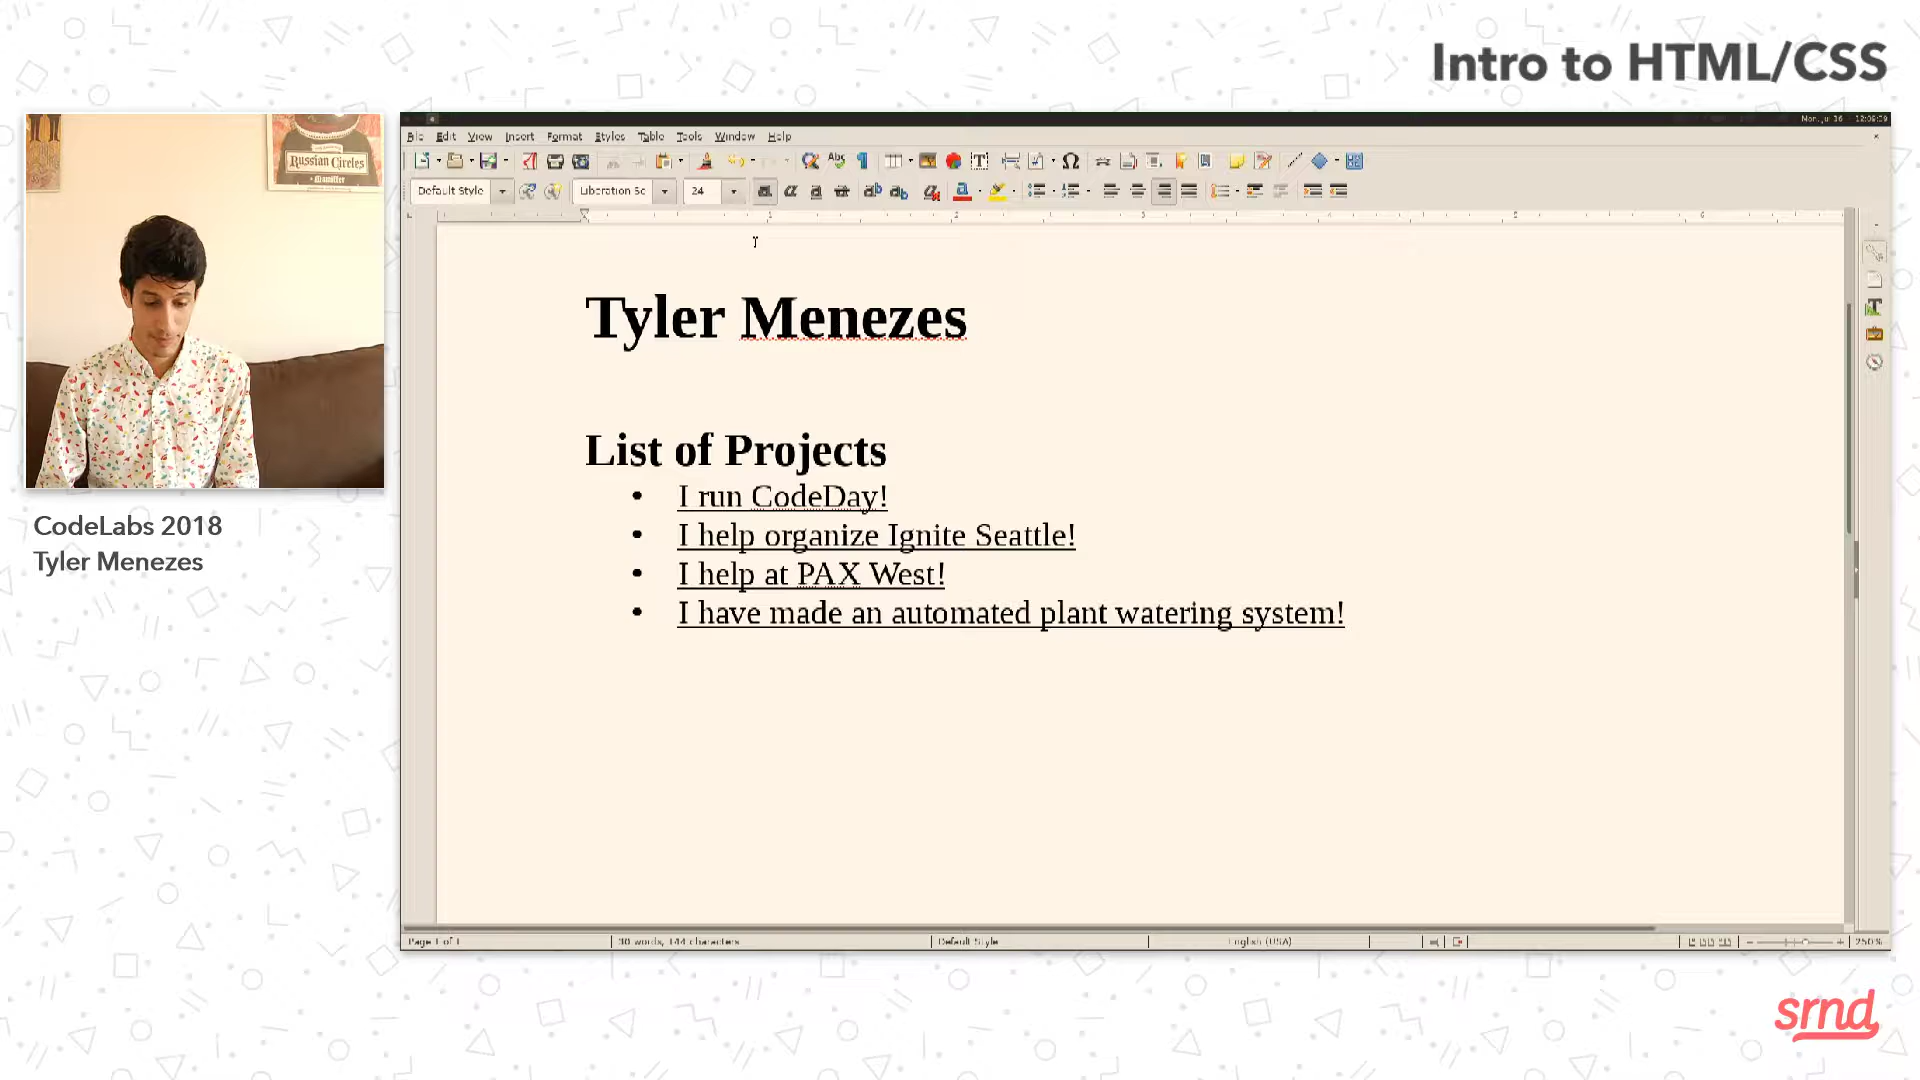 Intro to HTML/CSS
Russian Circles
CodeLabs 2018
Tyler Menezes
File Edit View Insert Format Styles Table Tools Window Help
Default Style
Liberation Se
24
Tyler Menezes
List of Projects
• I run CodeDay!
• I help organize Ignite Seattle!
• I help at PAX West!
• I have made an automated plant watering system!
Page 1 of 1
30 words, 144 characters
Default Style
English (USA)
250%
srnd